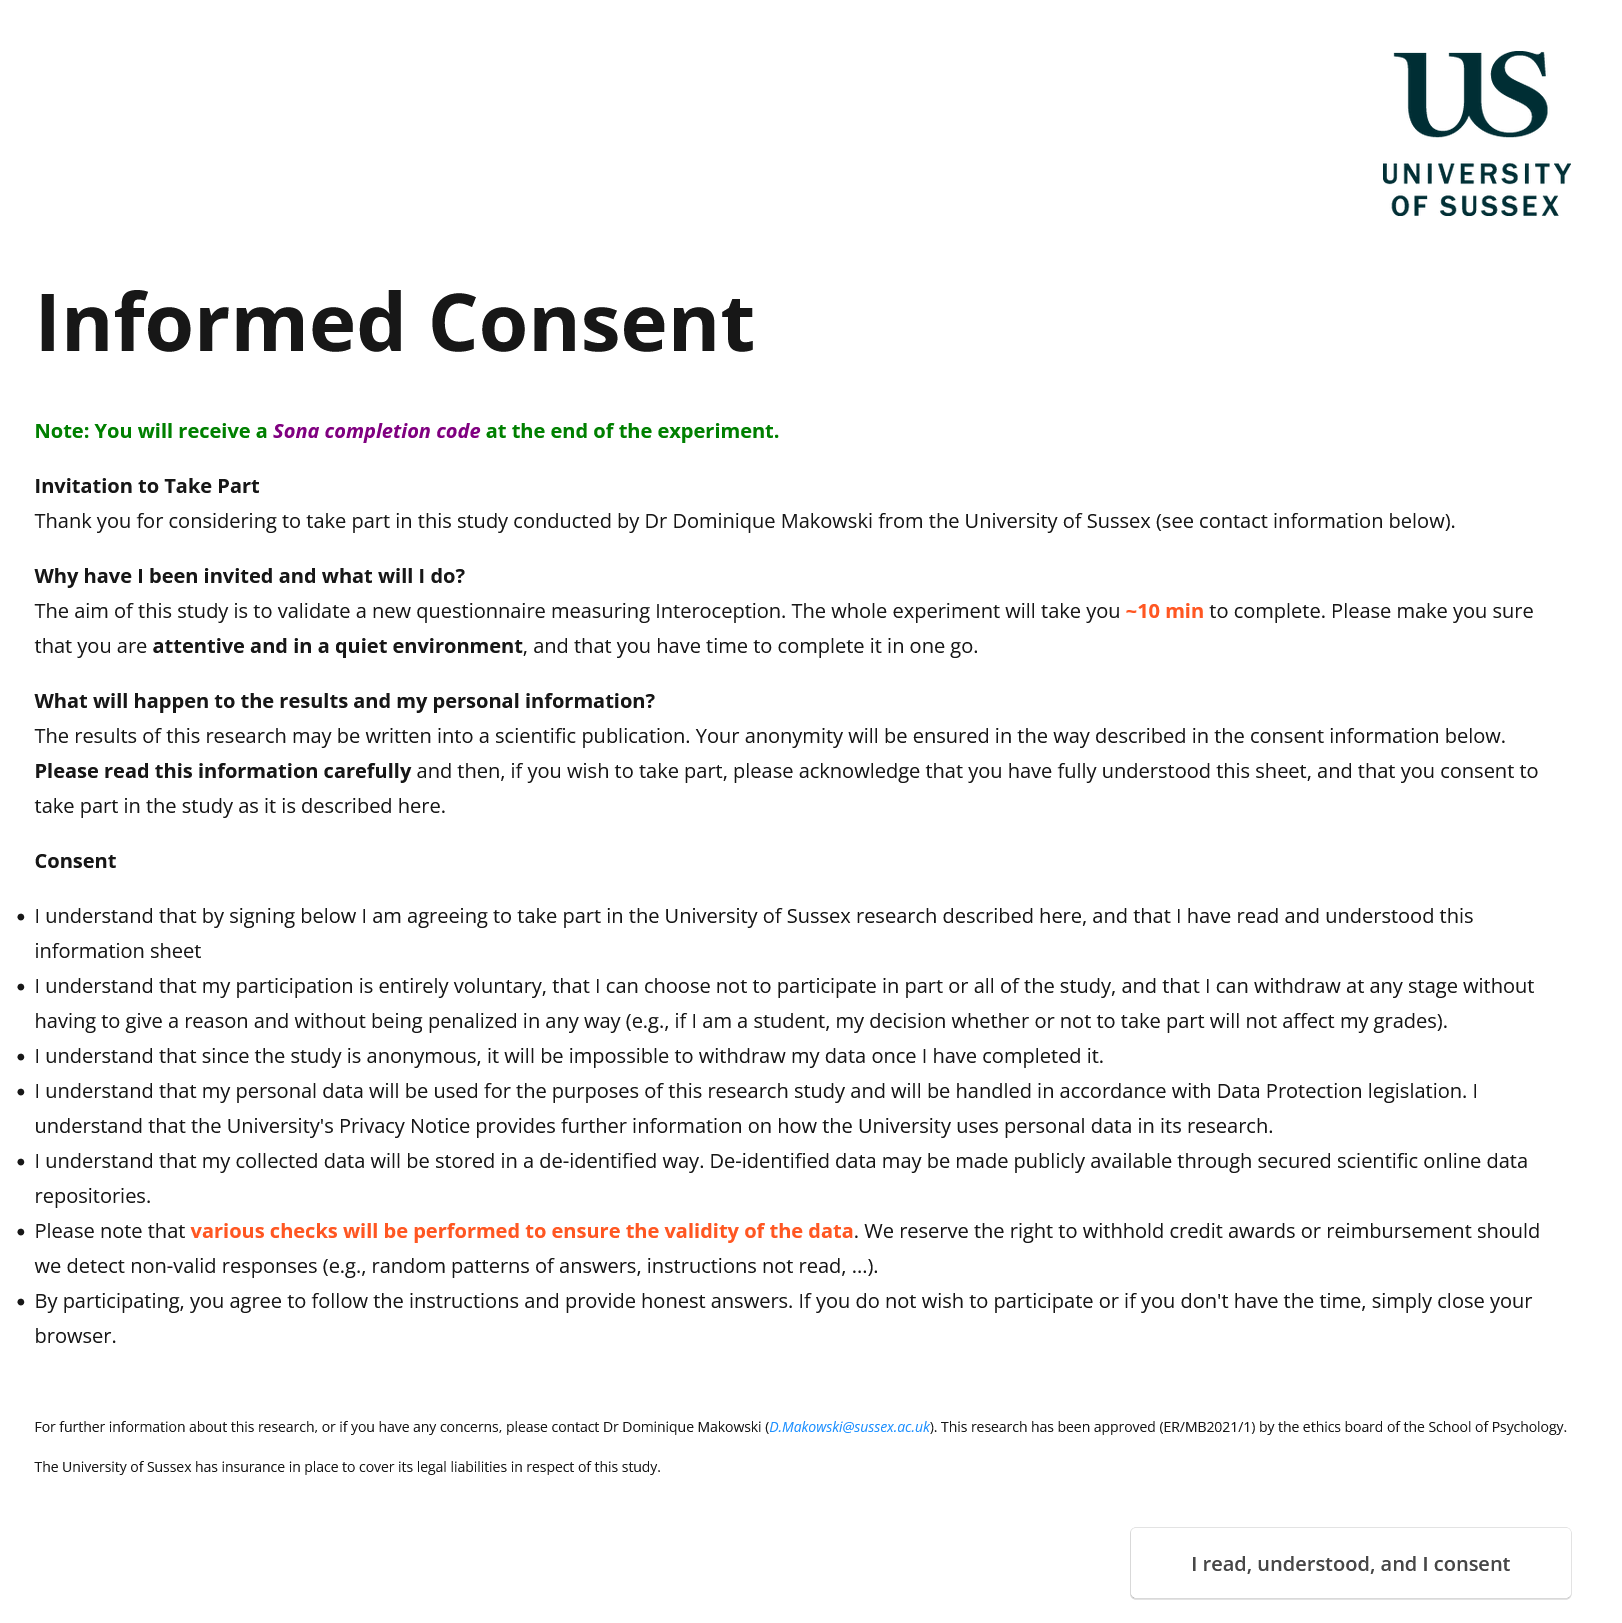 US
UNIVERSITY
OF SUSSEX
Informed Consent
Note: You will receive a Sona completion code at the end of the experiment.
Invitation to Take Part
Thank you for considering to take part in this study conducted by Dr Dominique Makowski from the University of Sussex (see contact information below).
Why have I been invited and what will I do?
The aim of this study is to validate a new questionnaire measuring Interoception. The whole experiment will take you ~10 min to complete. Please make you sure
that you are attentive and in a quiet environment, and that you have time to complete it in one go.
What will happen to the results and my personal information?
The results of this research may be written into a scientific publication. Your anonymity will be ensured in the way described in the consent information below.
Please read this information carefully and then, if you wish to take part, please acknowledge that you have fully understood this sheet, and that you consent to
take part in the study as it is described here.
Consent
• I understand that by signing below I am agreeing to take part in the University of Sussex research described here, and that I have read and understood this
information sheet
• I understand that my participation is entirely voluntary, that I can choose not to participate in part or all of the study, and that I can withdraw at any stage without
having to give a reason and without being penalized in any way (e.g., if I am a student, my decision whether or not to take part will not affect my grades).
• I understand that since the study is anonymous, it will be impossible to withdraw my data once I have completed it.
• I understand that my personal data will be used for the purposes of this research study and will be handled in accordance with Data Protection legislation. I
understand that the University's Privacy Notice provides further information on how the University uses personal data in its research.
• I understand that my collected data will be stored in a de-identified way. De-identified data may be made publicly available through secured scientific online data
repositories.
• Please note that various checks will be performed to ensure the validity of the data. We reserve the right to withhold credit awards or reimbursement should
we detect non-valid responses (e.g., random patterns of answers, instructions not read, ...).
• By participating, you agree to follow the instructions and provide honest answers. If you do not wish to participate or if you don't have the time, simply close your
browser.
For further information about this research, or if you have any concerns, please contact Dr Dominique Makowski (D.Makowski@sussex.ac.uk). This research has been approved (ER/MB2021/1) by the ethics board of the School of Psychology.
The University of Sussex has insurance in place to cover its legal liabilities in respect of this study.
I read, understood, and I consent